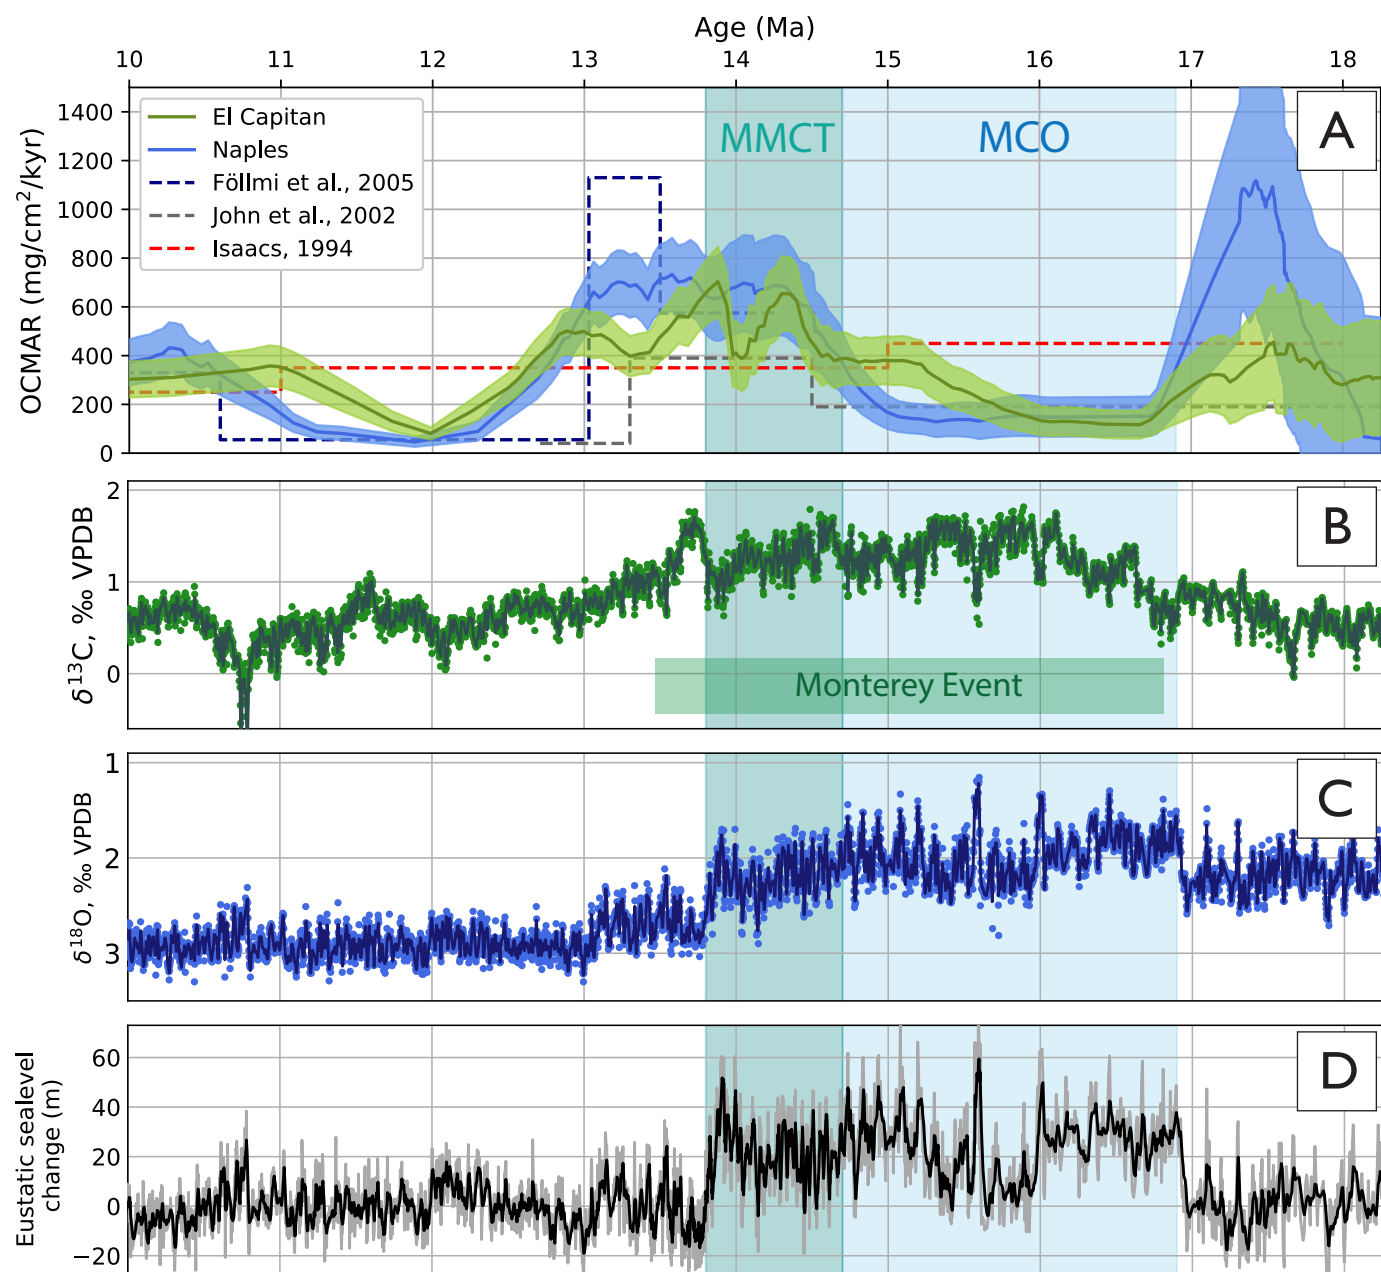 Age (Ma)
10 11 12 13 14 15 16 17 18
OCMAR (mg/cm²/kyr)
1400
1200
1000
800
600
400
200
0
El Capitan
Naples
Föllmi et al., 2005
John et al., 2002
Isaacs, 1994
MMCT
MCO
A
δ¹³C, ‰ VPDB
2
1
0
Monterey Event
B
δ¹⁸O, ‰ VPDB
1
2
3
C
Eustatic sealevel
change (m)
60
40
20
0
−20
D